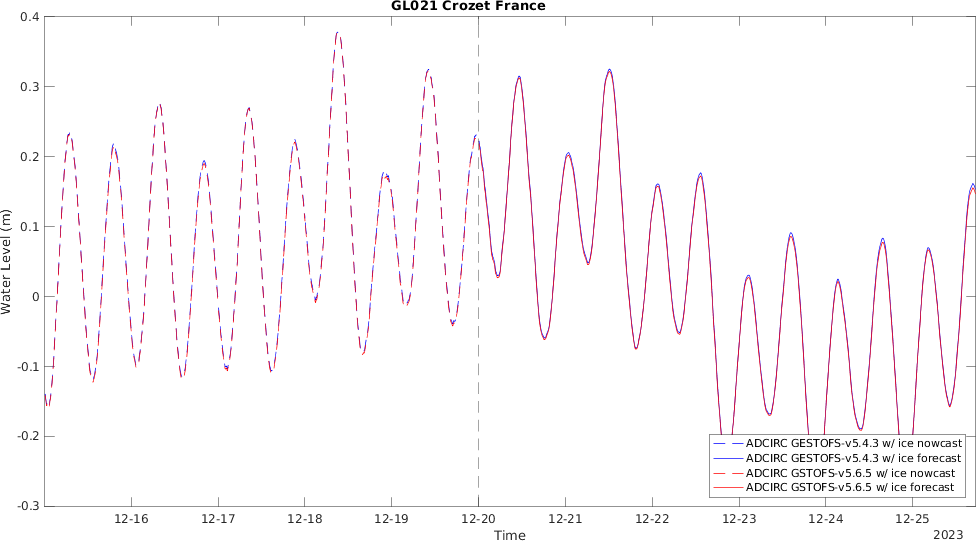 GL021 Crozet France
0.4
0.3
0.2
0.1
0
-0.1
-0.2
-0.3
Water Level (m)
12-16 12-17 12-18 12-19 12-20 12-21 12-22 12-23 12-24 12-25
Time
2023
ADCIRC GESTOFS-v5.4.3 w/ ice nowcast
ADCIRC GESTOFS-v5.4.3 w/ ice forecast
ADCIRC GSTOFS-v5.6.5 w/ ice nowcast
ADCIRC GSTOFS-v5.6.5 w/ ice forecast